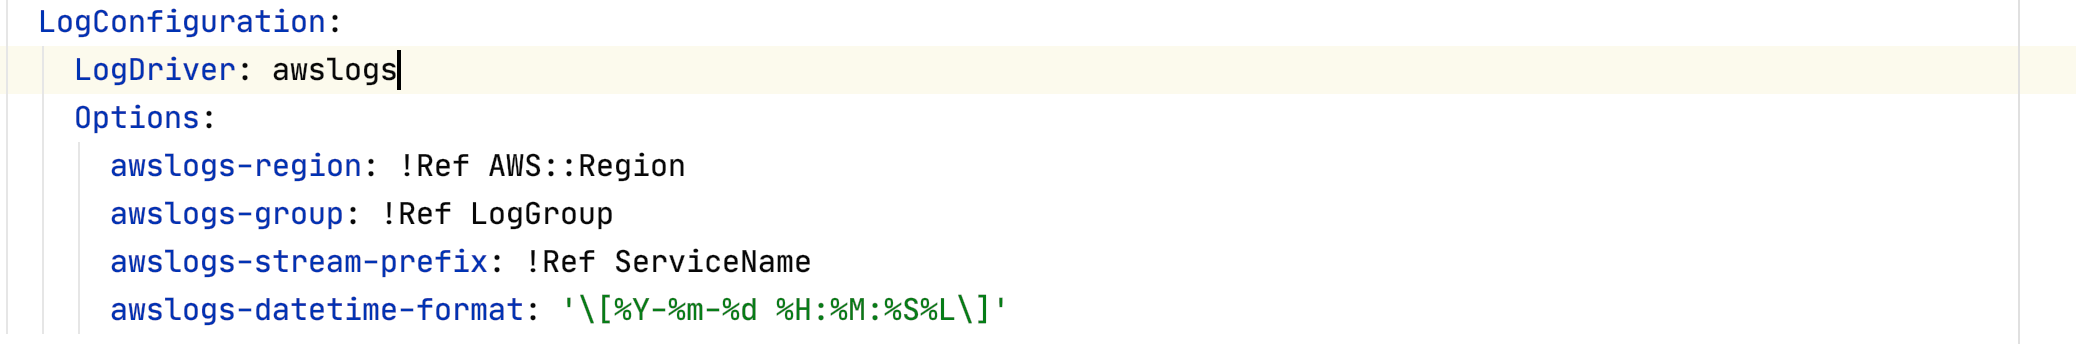 LogConfiguration:
  LogDriver: awslogs
  Options:
    awslogs-region: !Ref AWS::Region
    awslogs-group: !Ref LogGroup
    awslogs-stream-prefix: !Ref ServiceName
    awslogs-datetime-format: '\[%Y-%m-%d %H:%M:%S%L\]'